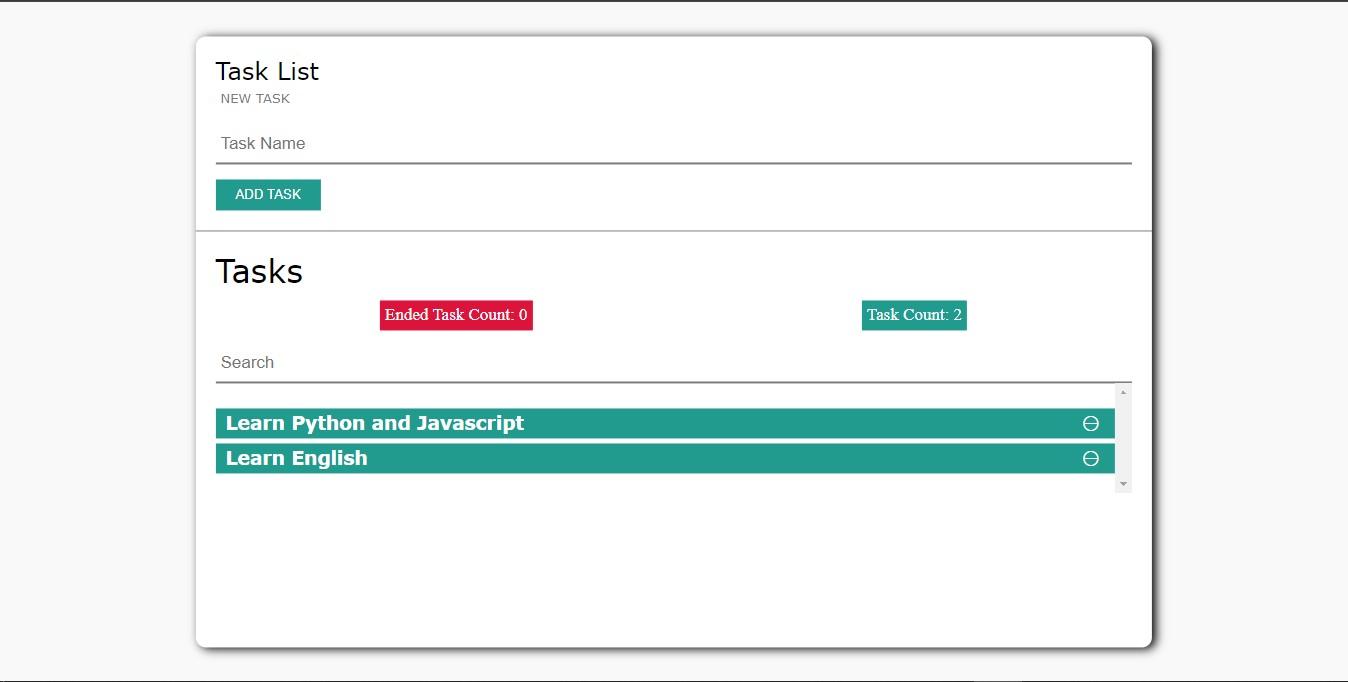 Task List
NEW TASK
Task Name
ADD TASK
Tasks
Ended Task Count: 0
Task Count: 2
Search
Learn Python and Javascript
Learn English